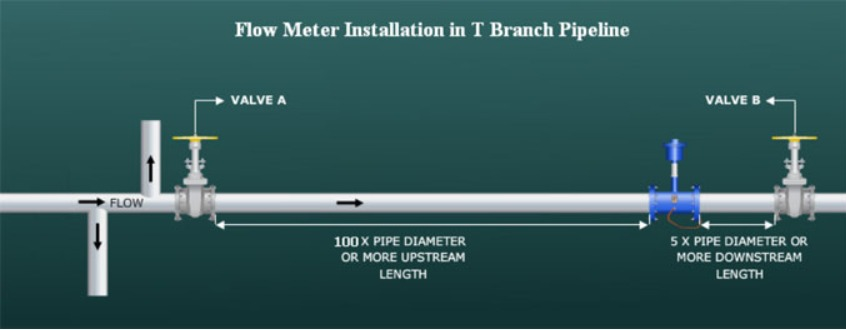 Flow Meter Installation in T Branch Pipeline
VALVE A
VALVE B
FLOW
100 X PIPE DIAMETER
OR MORE UPSTREAM
LENGTH
5 X PIPE DIAMETER OR
MORE DOWNSTREAM
LENGTH